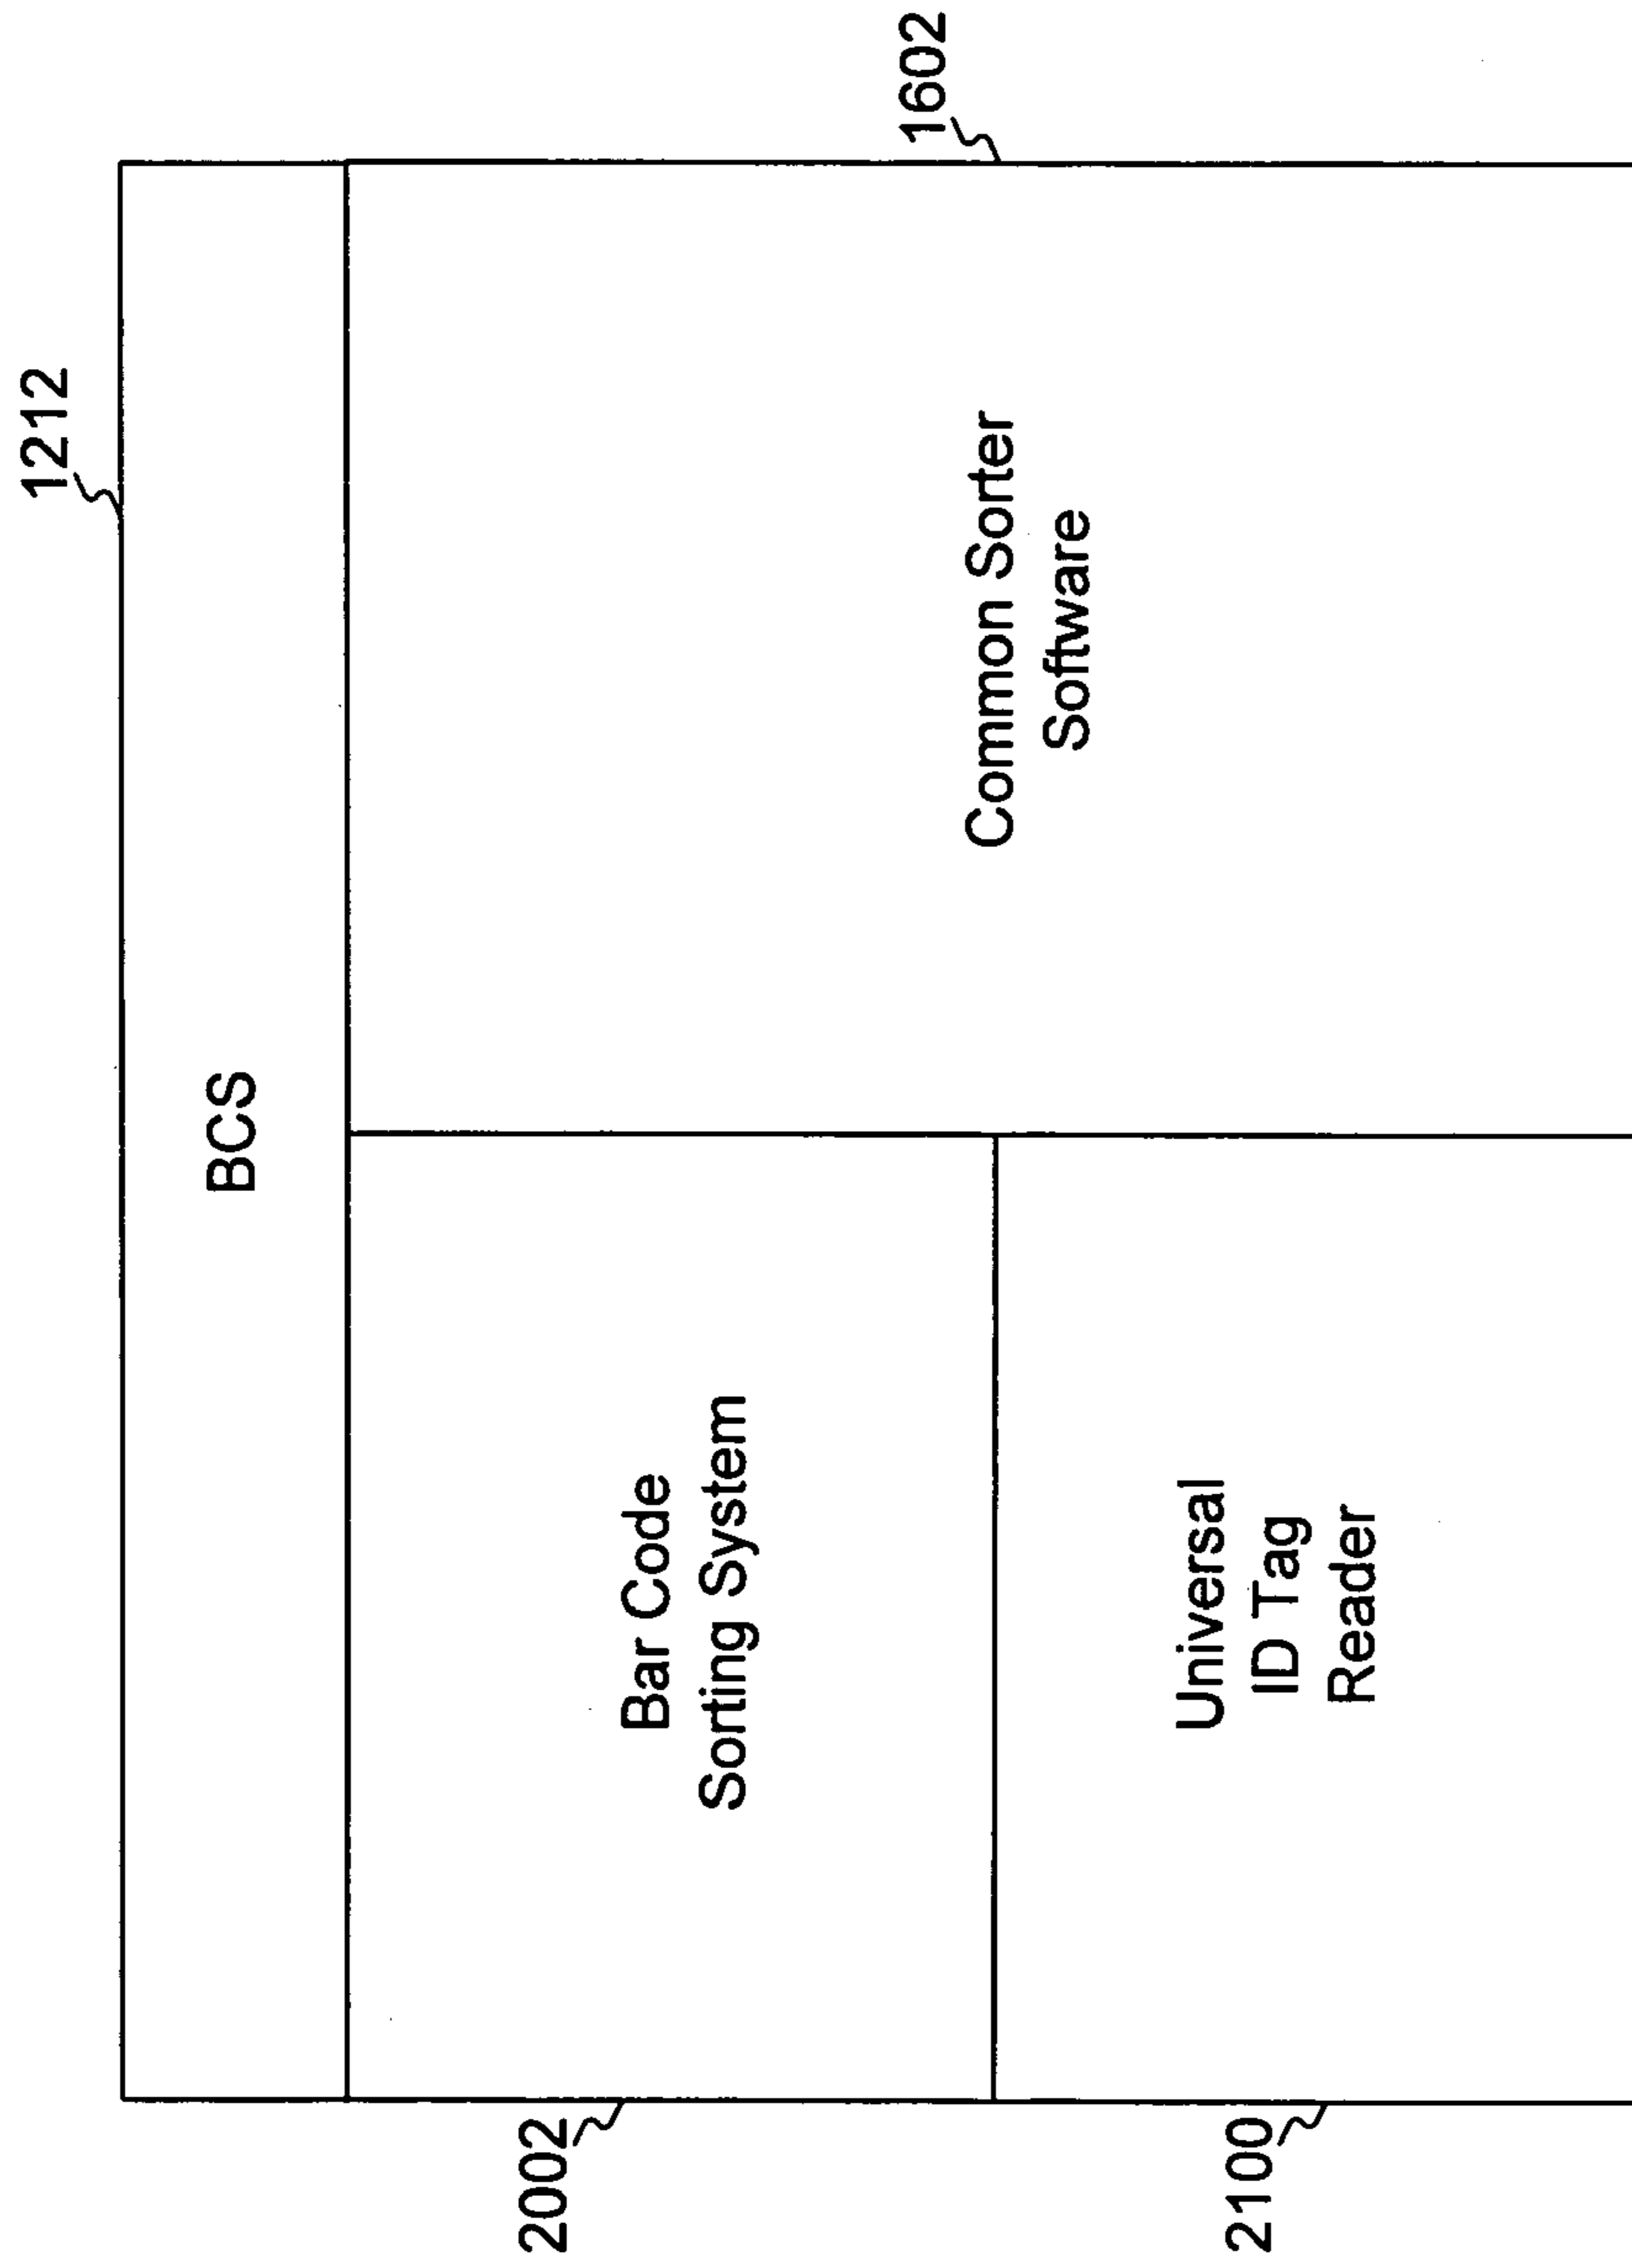 1212
BCS
2002
Bar Code
Sorting System
1602
Common Sorter
Software
2100
Universal
ID Tag
Reader